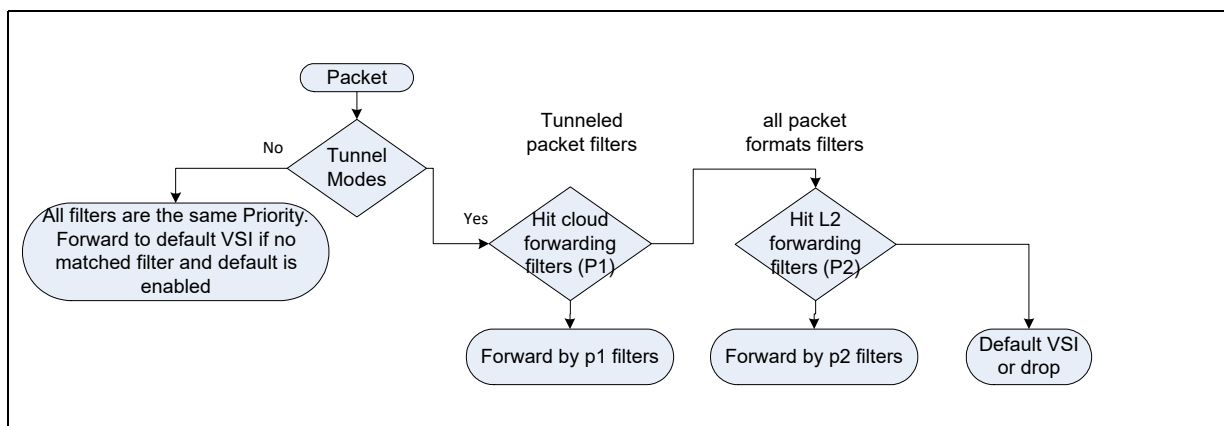 Packet
Tunnel
Modes
No
Yes
All filters are the same Priority.
Forward to default VSI if no
matched filter and default is
enabled
Tunneled
packet filters
Hit cloud
forwarding
filters (P1)
Forward by p1 filters
all packet
formats filters
Hit L2
forwarding
filters (P2)
Forward by p2 filters
Default VSI
or drop